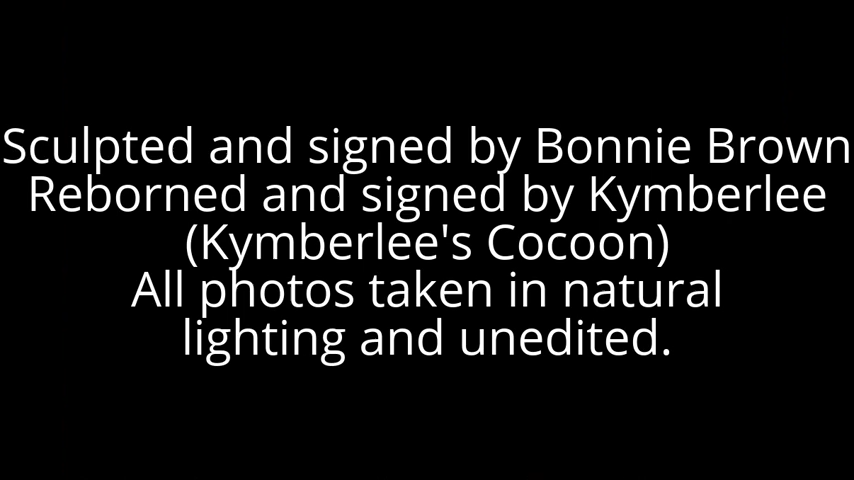 Sculpted and signed by Bonnie Brown
Reborned and signed by Kymberlee
(Kymberlee's Cocoon)
All photos taken in natural
lighting and unedited.